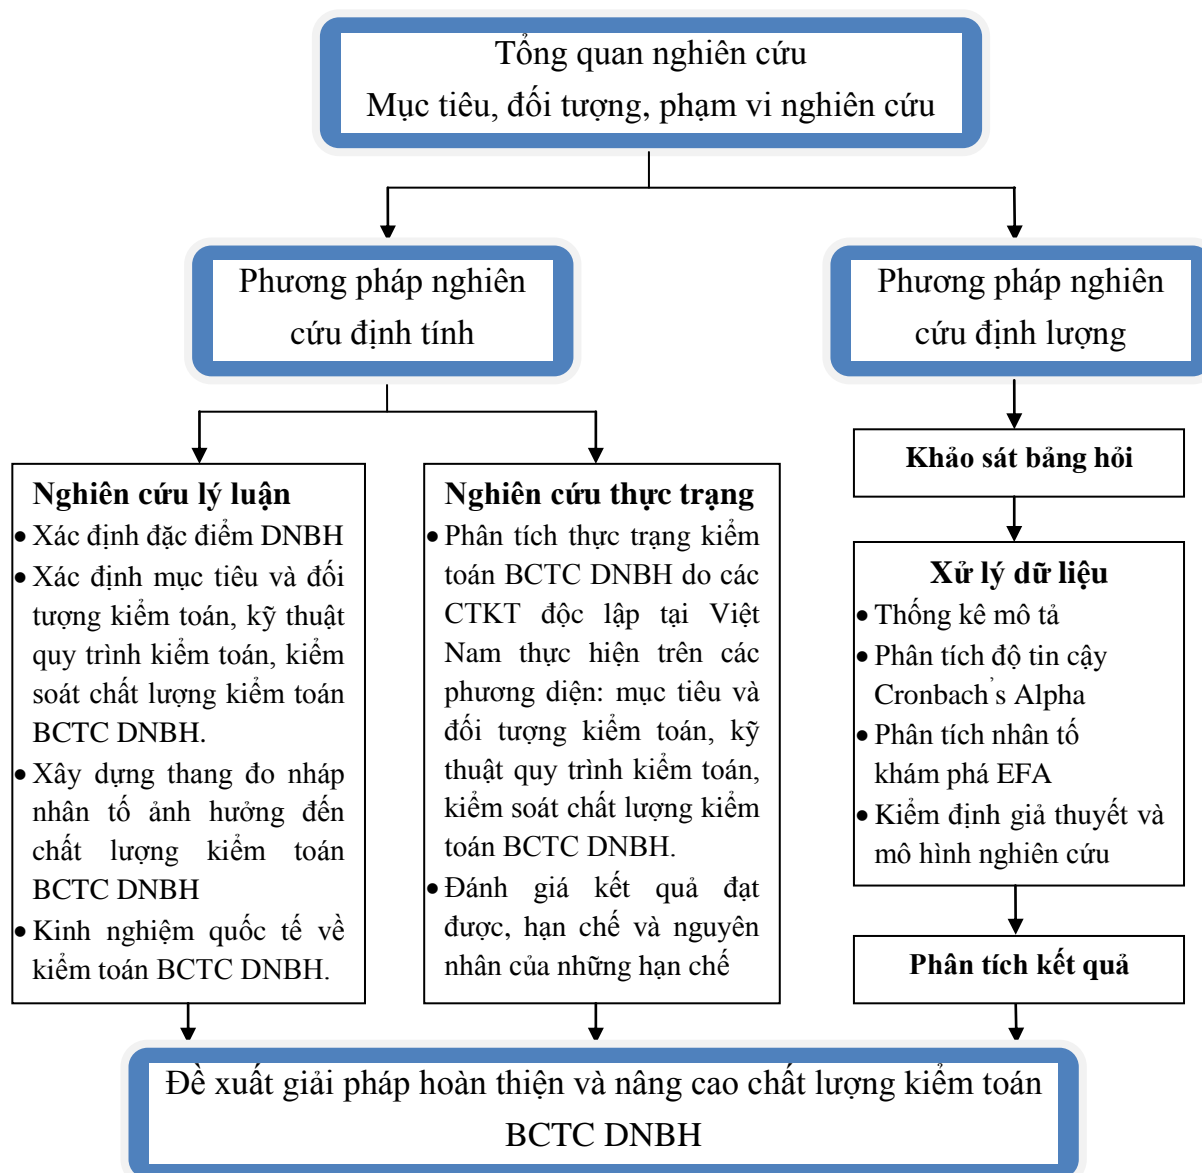 Tổng quan nghiên cứu
Mục tiêu, đối tượng, phạm vi nghiên cứu
Phương pháp nghiên
cứu định tính
Phương pháp nghiên
cứu định lượng
Nghiên cứu lý luận
• Xác định đặc điểm DNBH
• Xác định mục tiêu và đối
tượng kiểm toán, kỹ thuật
quy trình kiểm toán, kiểm
soát chất lượng kiểm toán
BCTC DNBH.
• Xây dựng thang đo nháp
nhân tố ảnh hưởng đến
chất lượng kiểm toán
BCTC DNBH
• Kinh nghiệm quốc tế về
kiểm toán BCTC DNBH.
Nghiên cứu thực trạng
• Phân tích thực trạng kiểm
toán BCTC DNBH do các
CTKT độc lập tại Việt
Nam thực hiện trên các
phương diện: mục tiêu và
đối tượng kiểm toán, kỹ
thuật quy trình kiểm toán,
kiểm soát chất lượng kiểm
toán BCTC DNBH.
• Đánh giá kết quả đạt
được, hạn chế và nguyên
nhân của những hạn chế
Khảo sát bảng hỏi
Xử lý dữ liệu
• Thống kê mô tả
• Phân tích độ tin cậy
Cronbach's Alpha
• Phân tích nhân tố
khám phá EFA
• Kiểm định giả thuyết và
mô hình nghiên cứu
Phân tích kết quả
Đề xuất giải pháp hoàn thiện và nâng cao chất lượng kiểm toán
BCTC DNBH